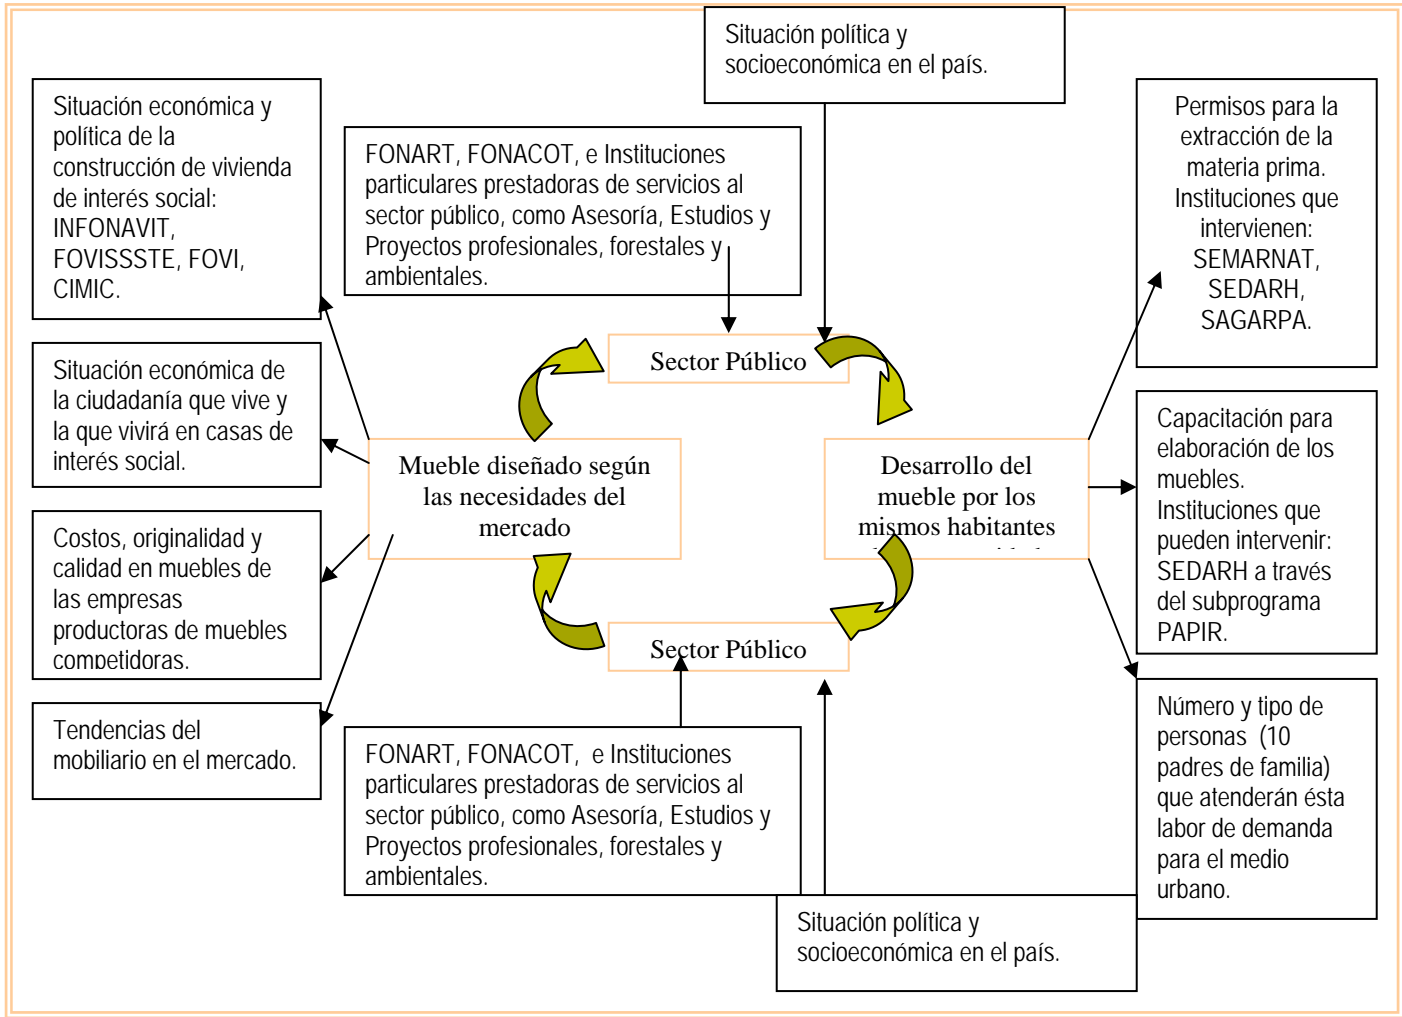 Situación política y
socioeconómica en el país.
Situación económica y
política de la
construcción de vivienda
de interés social:
INFONAVIT,
FOVISSSTE, FOVI,
CIMIC.
FONART, FONACOT, e Instituciones
particulares prestadoras de servicios al
sector público, como Asesoría, Estudios y
Proyectos profesionales, forestales y
ambientales.
Permisos para la
extracción de la
materia prima.
Instituciones que
intervienen:
SEMARNAT,
SEDARH,
SAGARPA.
Sector Público
Situación económica de
la ciudadanía que vive y
la que vivirá en casas de
interés social.
Mueble diseñado según
las necesidades del
mercado
Desarrollo del
mueble por los
mismos habitantes
Capacitación para
elaboración de los
muebles.
Instituciones que
pueden intervenir:
SEDARH a través
del subprograma
PAPIR.
Costos, originalidad y
calidad en muebles de
las empresas
productoras de muebles
competidoras.
Sector Público
Tendencias del
mobiliario en el mercado.
FONART, FONACOT, e Instituciones
particulares prestadoras de servicios al
sector público, como Asesoría, Estudios y
Proyectos profesionales, forestales y
ambientales.
Número y tipo de
personas (10
padres de familia)
que atenderán ésta
labor de demanda
para el medio
urbano.
Situación política y
socioeconómica en el país.